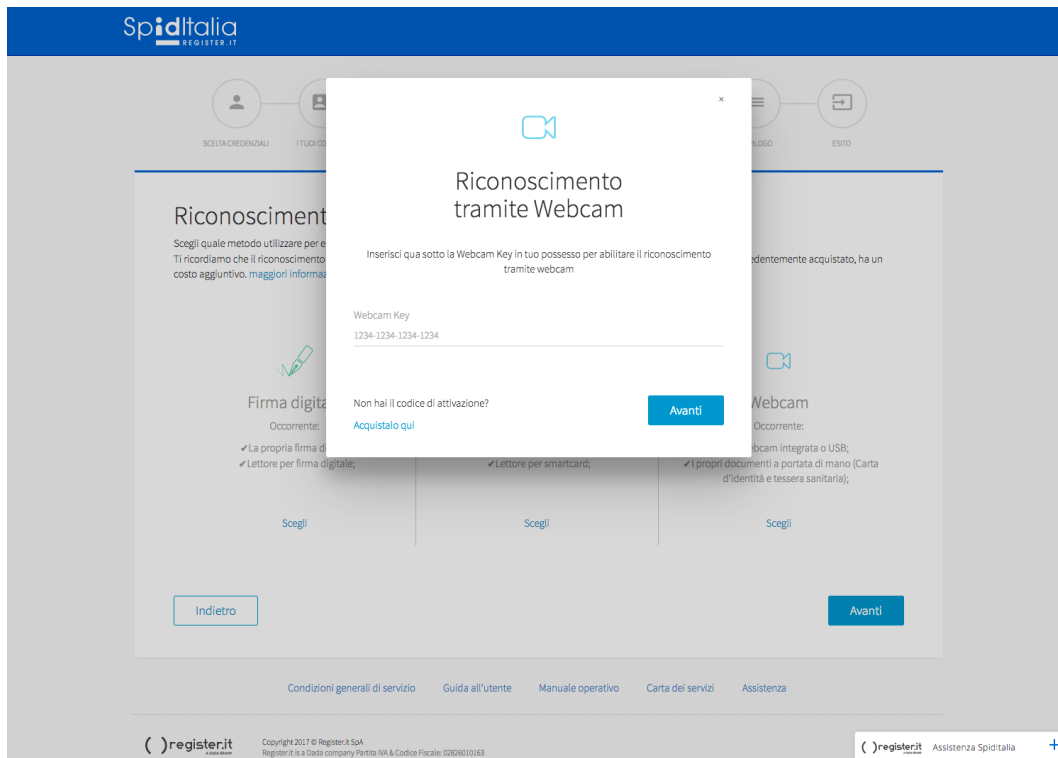 SpidItalia
REGISTER.IT
SCELTA CREDENZIALI
I TUOI CO
LOGO
ESITO
×
Riconoscimento
tramite Webcam
Inserisci qua sotto la Webcam Key in tuo possesso per abilitare il riconoscimento
tramite webcam
Webcam Key
1234-1234-1234-1234
Non hai il codice di attivazione?
Acquistalo qui
Avanti
Riconosciment
Scegli quale metodo utilizzare per e
Ti ricordiamo che il riconoscimento edentemente acquistato, ha un
costo aggiuntivo. maggiori informaz
Firma digita
Occorrente:
✔La propria firma di
✔Lettore per firma digitale;
Scegli
✔Lettore per smartcard;
Scegli
Webcam
Occorrente:
bcam integrata o USB;
✔I propri documenti a portata di mano (Carta
d'identità e tessera sanitaria);
Scegli
Indietro
Avanti
Condizioni generali di servizio Guida all'utente Manuale operativo Carta dei servizi Assistenza
( )register.it
Copyright 2017 © Register.it SpA
Register.it is a Dada company Partita IVA & Codice Fiscale: 02826010163
( )register.it Assistenza SpidItalia +